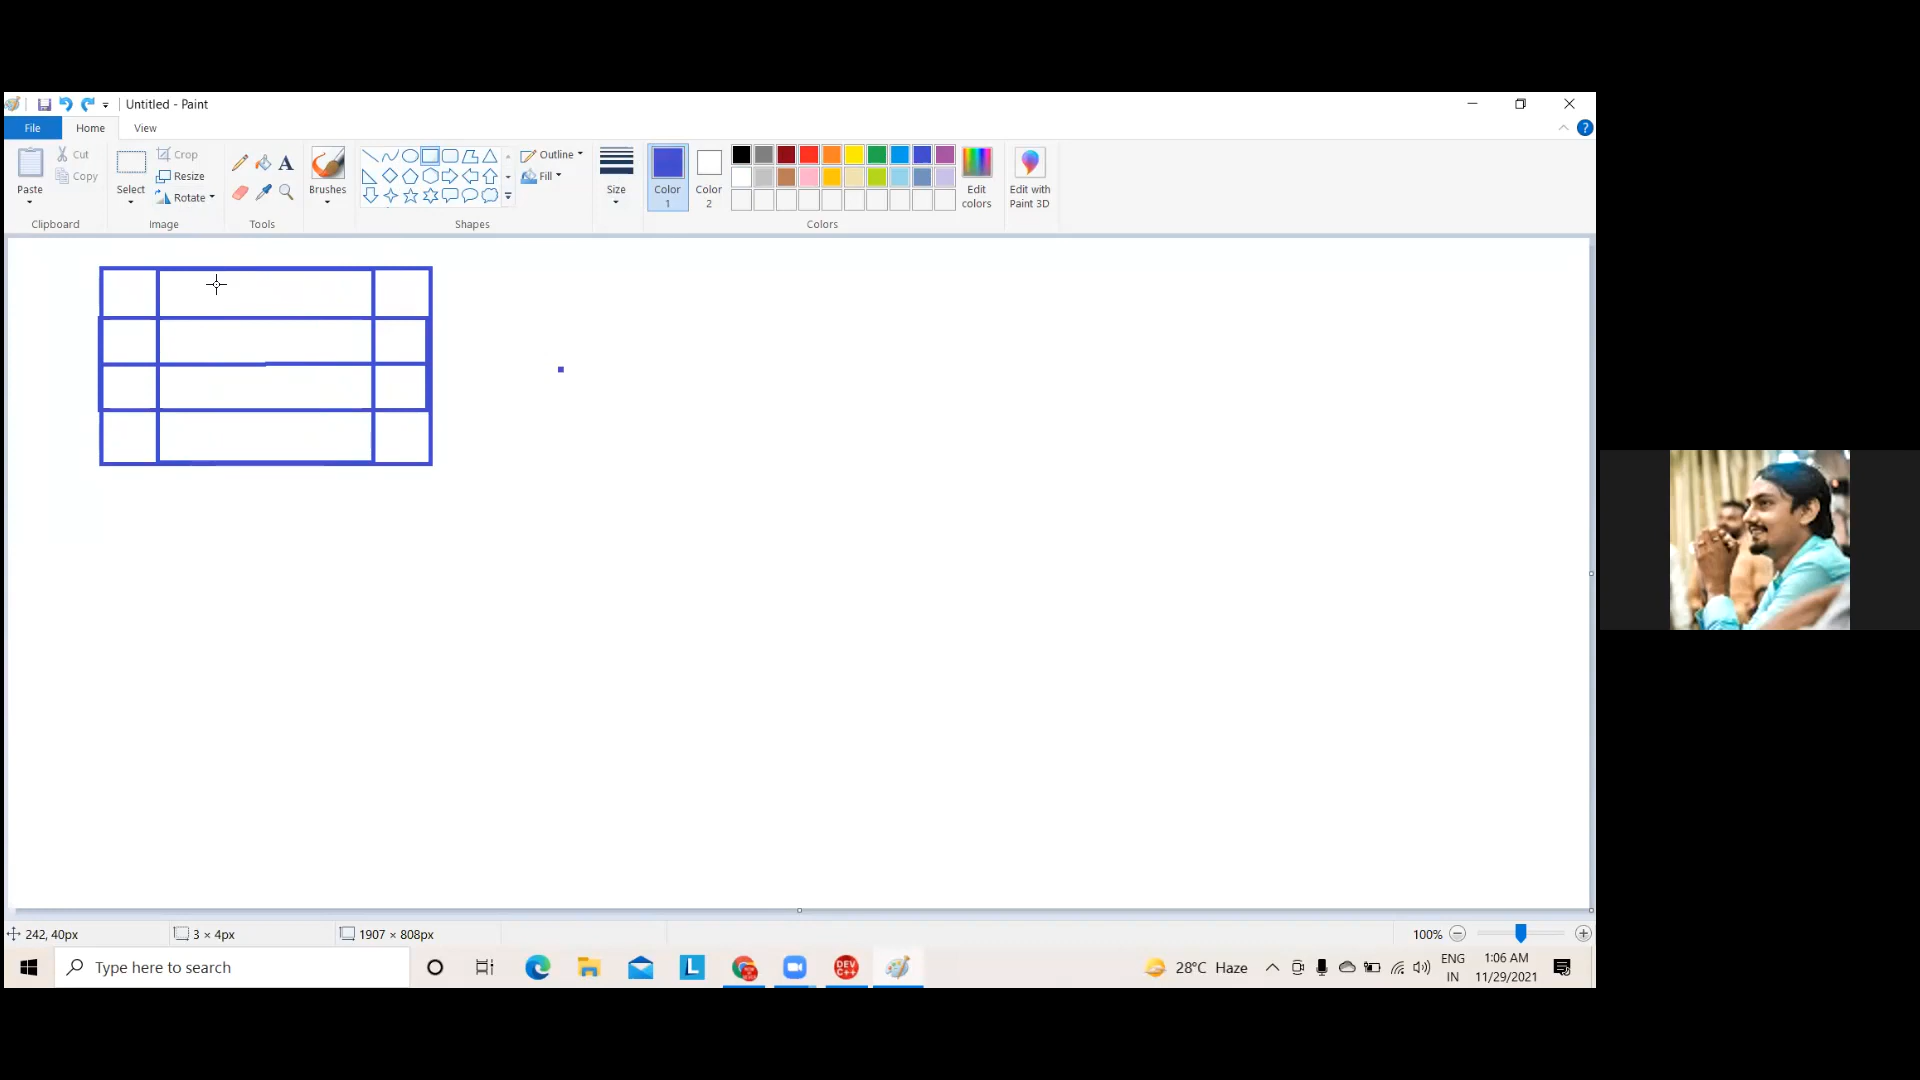 Untitled - Paint
File
Home
View
Paste
Cut
Copy
Clipboard
Select
Crop
Resize
Rotate
Image
A
Tools
Brushes
Shapes
Outline
Fill
Size
Color
1
Color
2
Edit
colors
Colors
Edit with
Paint 3D
?
242, 40px
3 × 4px
1907 × 808px
100%
Type here to search
L
DEV
C++
28°C Haze
ENG
IN
1:06 AM
11/29/2021